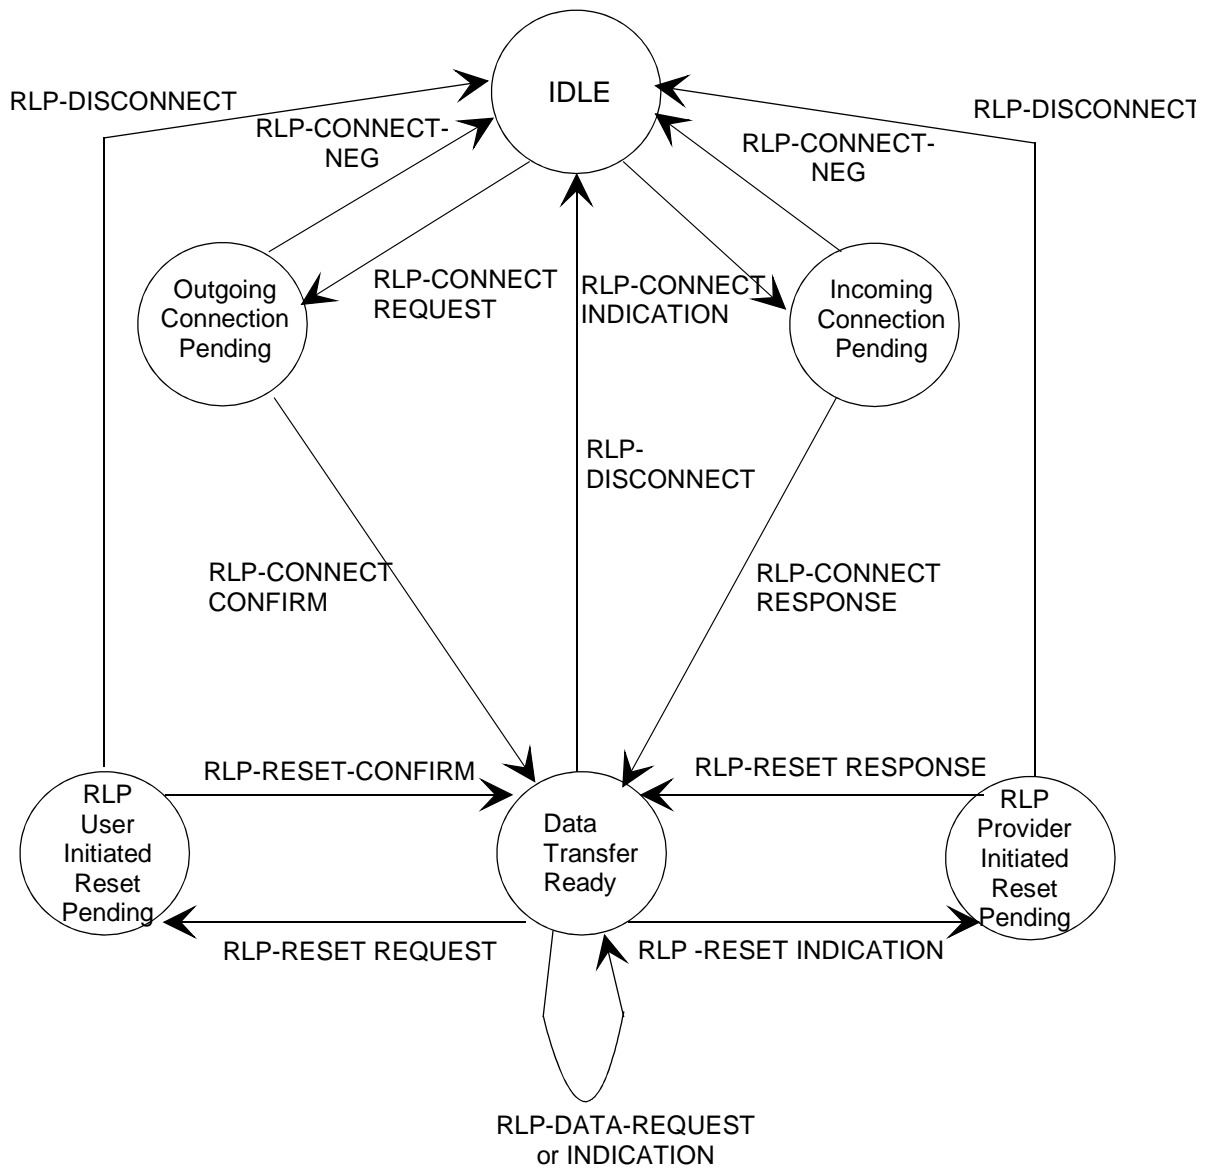 IDLE
RLP-DISCONNECT
RLP-DISCONNECT
RLP-CONNECT-
NEG
RLP-CONNECT-
NEG
Outgoing
Connection
Pending
RLP-CONNECT
REQUEST
RLP-CONNECT
INDICATION
Incoming
Connection
Pending
RLP-
DISCONNECT
RLP-CONNECT
CONFIRM
RLP-CONNECT
RESPONSE
RLP-RESET-CONFIRM
RLP-RESET RESPONSE
RLP
User
Initiated
Reset
Pending
Data
Transfer
Ready
RLP
Provider
Initiated
Reset
Pending
RLP-RESET REQUEST
RLP -RESET INDICATION
RLP-DATA-REQUEST
or INDICATION